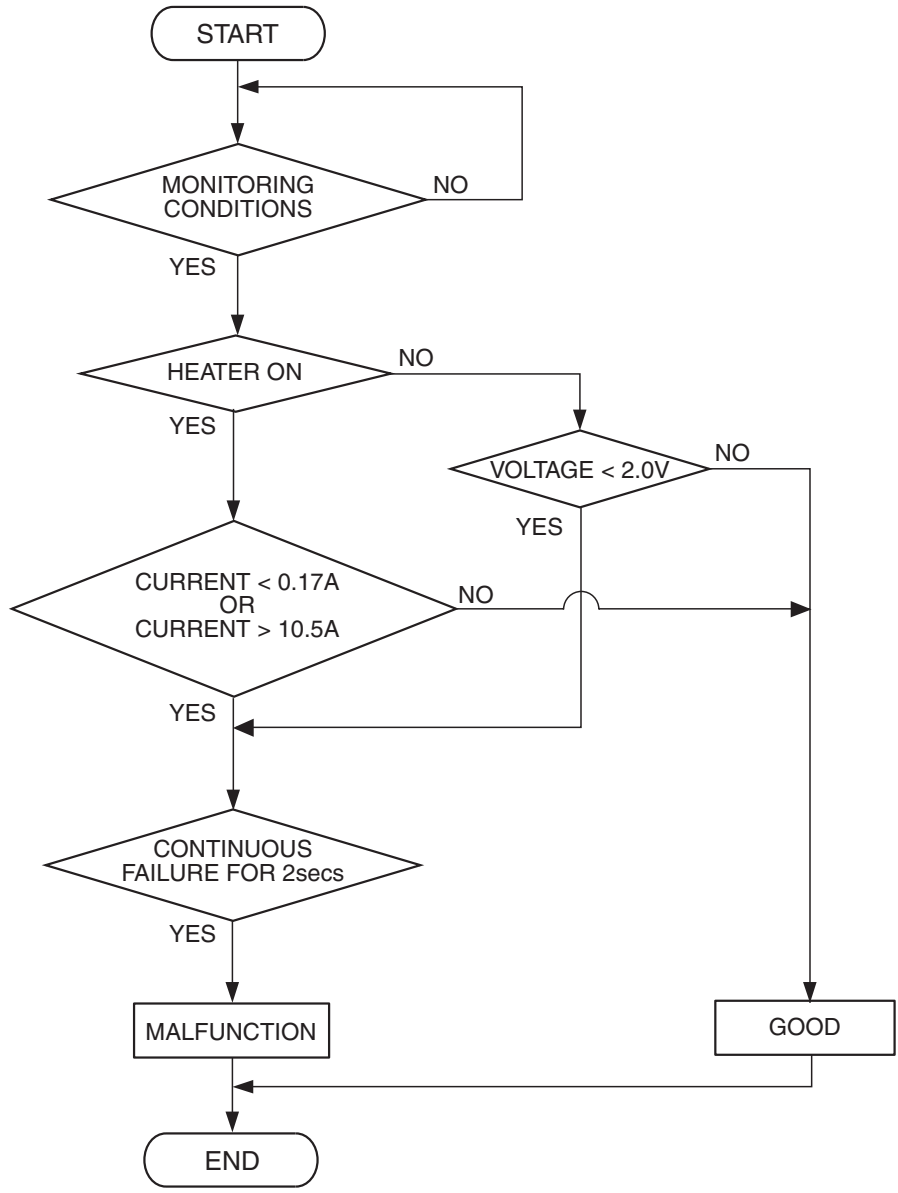 START
MONITORING
CONDITIONS
NO
YES
HEATER ON
NO
YES
VOLTAGE < 2.0V
NO
YES
CURRENT < 0.17A
OR
CURRENT > 10.5A
NO
YES
CONTINUOUS
FAILURE FOR 2secs
YES
MALFUNCTION
GOOD
END